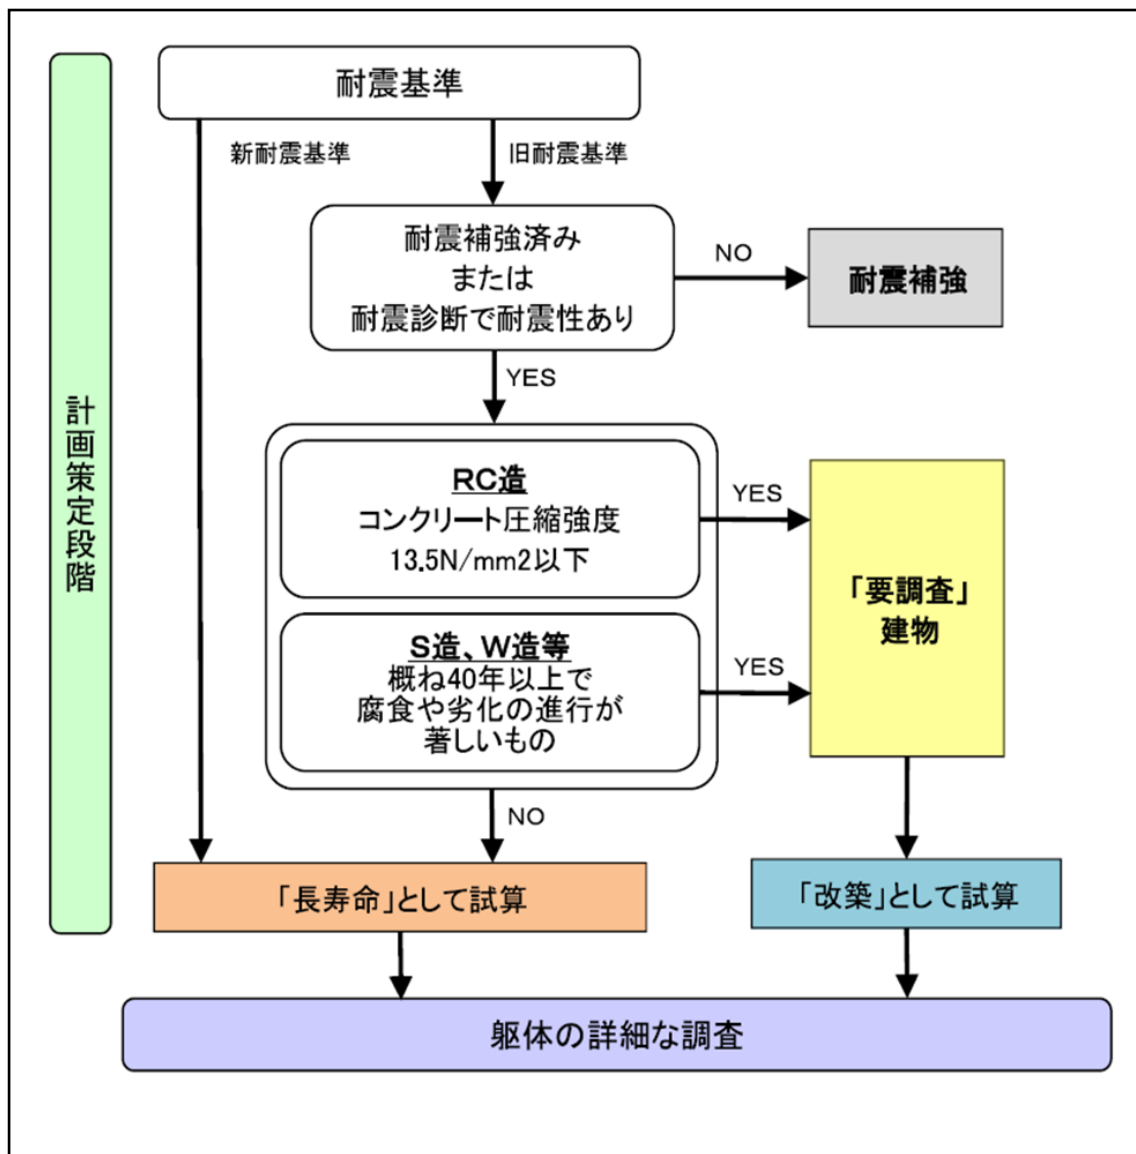 計画策定段階
耐震基準
新耐震基準
旧耐震基準
耐震補強済み
または
耐震診断で耐震性あり
NO
耐震補強
YES
RC造
コンクリート圧縮強度
13.5N/mm2以下
YES
S造、W造等
概ね40年以上で
腐食や劣化の進行が
著しいもの
YES
「要調査」
建物
NO
「長寿命」として試算
「改築」として試算
躯体の詳細な調査